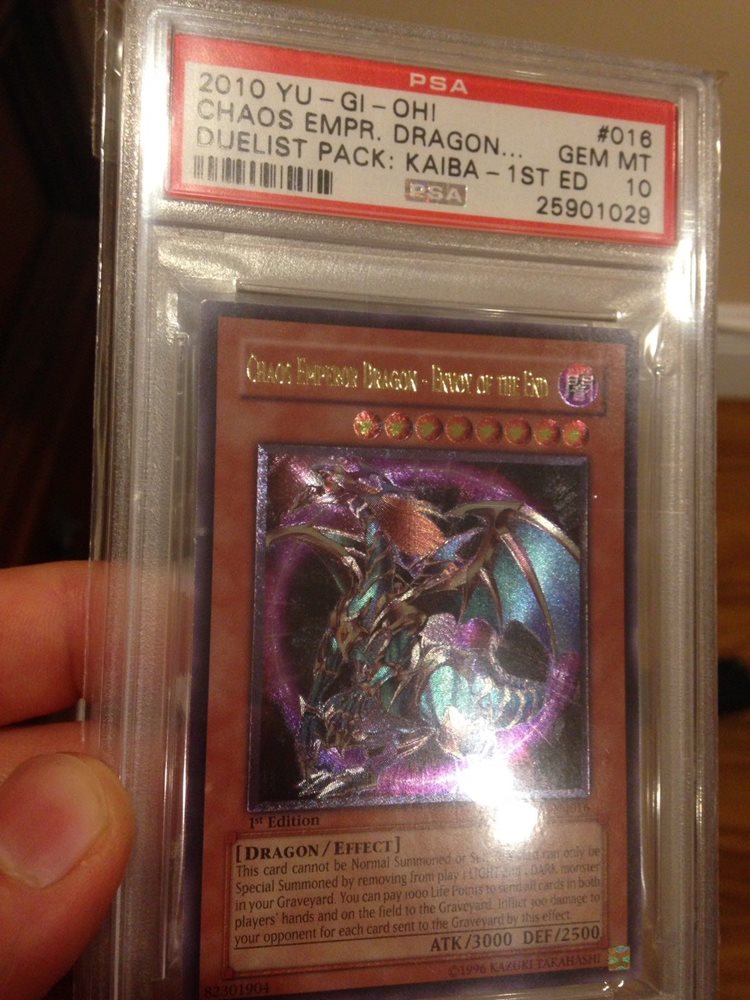 PSA
2010 YU-GI-OH! #016
CHAOS EMPR. DRAGON... GEM MT
DUELIST PACK: KAIBA-1ST ED 10
PSA 25901029
CHAOS EMPEROR DRAGON - ENVOY OF THE END
闇
016
1st Edition
[DRAGON/EFFECT]
This card cannot be Normal Summoned or can only be
Special Summoned by removing from play 1 LIGHT and 1 DARK monster
in your Graveyard. You can pay 1000 Life Points to send all cards in both
players' hands and on the field to the Graveyard. Inflict 300 damage to
your opponent for each card sent to the Graveyard by this effect.
ATK/3000 DEF/2500
82301904 ©1996 KAZUKI TAKAHASHI